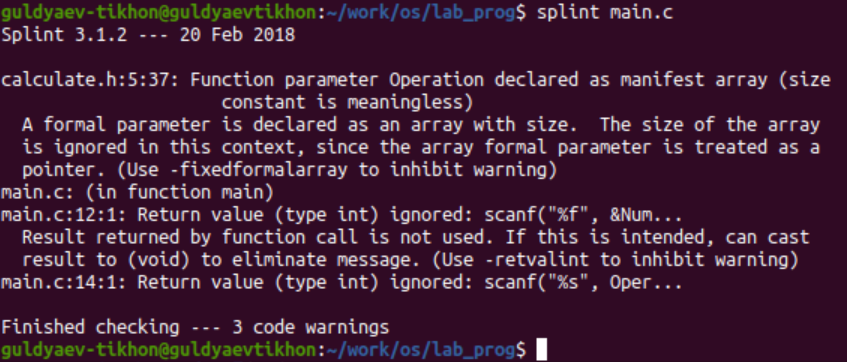 guldyaev-tikhon@guldyaevtikhon:~/work/os/lab_prog$ splint main.c
Splint 3.1.2 --- 20 Feb 2018
calculate.h:5:37: Function parameter Operation declared as manifest array (size
constant is meaningless)
A formal parameter is declared as an array with size.  The size of the array
is ignored in this context, since the array formal parameter is treated as a
pointer. (Use -fixedformalarray to inhibit warning)
main.c: (in function main)
main.c:12:1: Return value (type int) ignored: scanf("%f", &Num...
Result returned by function call is not used. If this is intended, can cast
result to (void) to eliminate message. (Use -retvalint to inhibit warning)
main.c:14:1: Return value (type int) ignored: scanf("%s", Oper...
Finished checking --- 3 code warnings
guldyaev-tikhon@guldyaevtikhon:~/work/os/lab_prog$